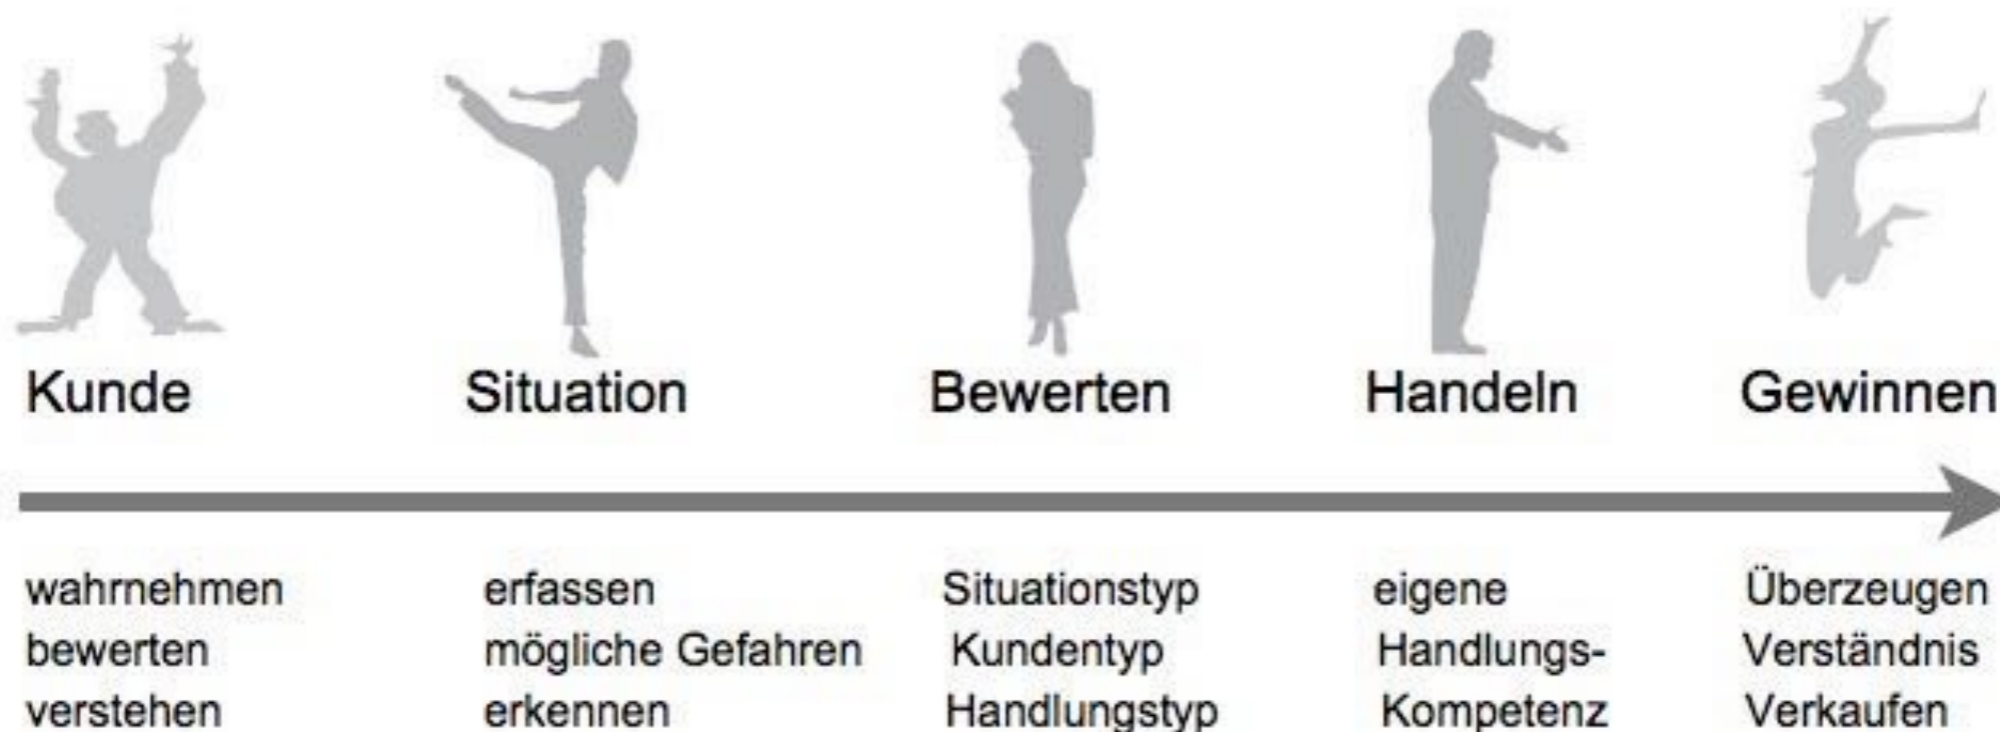 Kunde Situation Bewerten Handeln Gewinnen
wahrnehmen erfassen Situationstyp eigene Überzeugen
bewerten mögliche Gefahren Kundentyp Handlungs- Verständnis
verstehen erkennen Handlungstyp Kompetenz Verkaufen